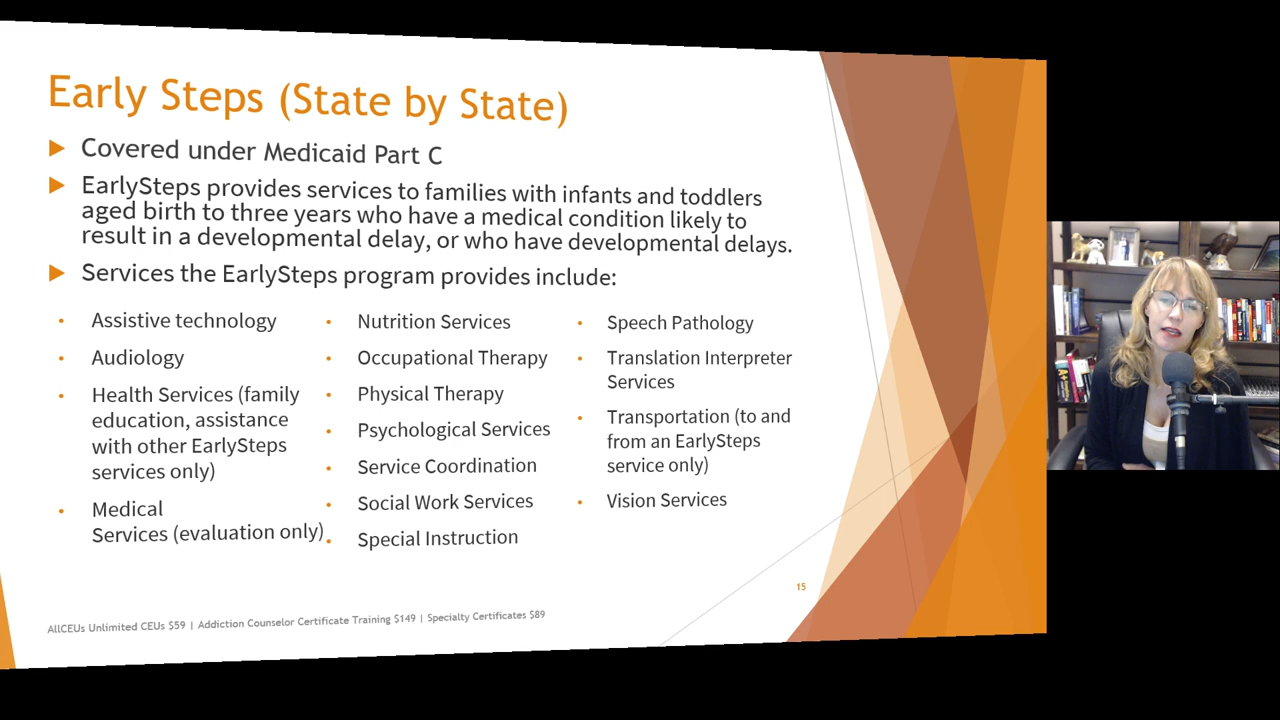 Early Steps (State by State)
Covered under Medicaid Part C
EarlySteps provides services to families with infants and toddlers
aged birth to three years who have a medical condition likely to
result in a developmental delay, or who have developmental delays.
Services the EarlySteps program provides include:
Assistive technology
Audiology
Health Services (family
education, assistance
with other EarlySteps
services only)
Medical
Services (evaluation only)
Nutrition Services
Occupational Therapy
Physical Therapy
Psychological Services
Service Coordination
Social Work Services
Special Instruction
Speech Pathology
Translation Interpreter
Services
Transportation (to and
from an EarlySteps
service only)
Vision Services
15
AllCEUs Unlimited CEUs $59 | Addiction Counselor Certificate Training $149 | Specialty Certificates $89